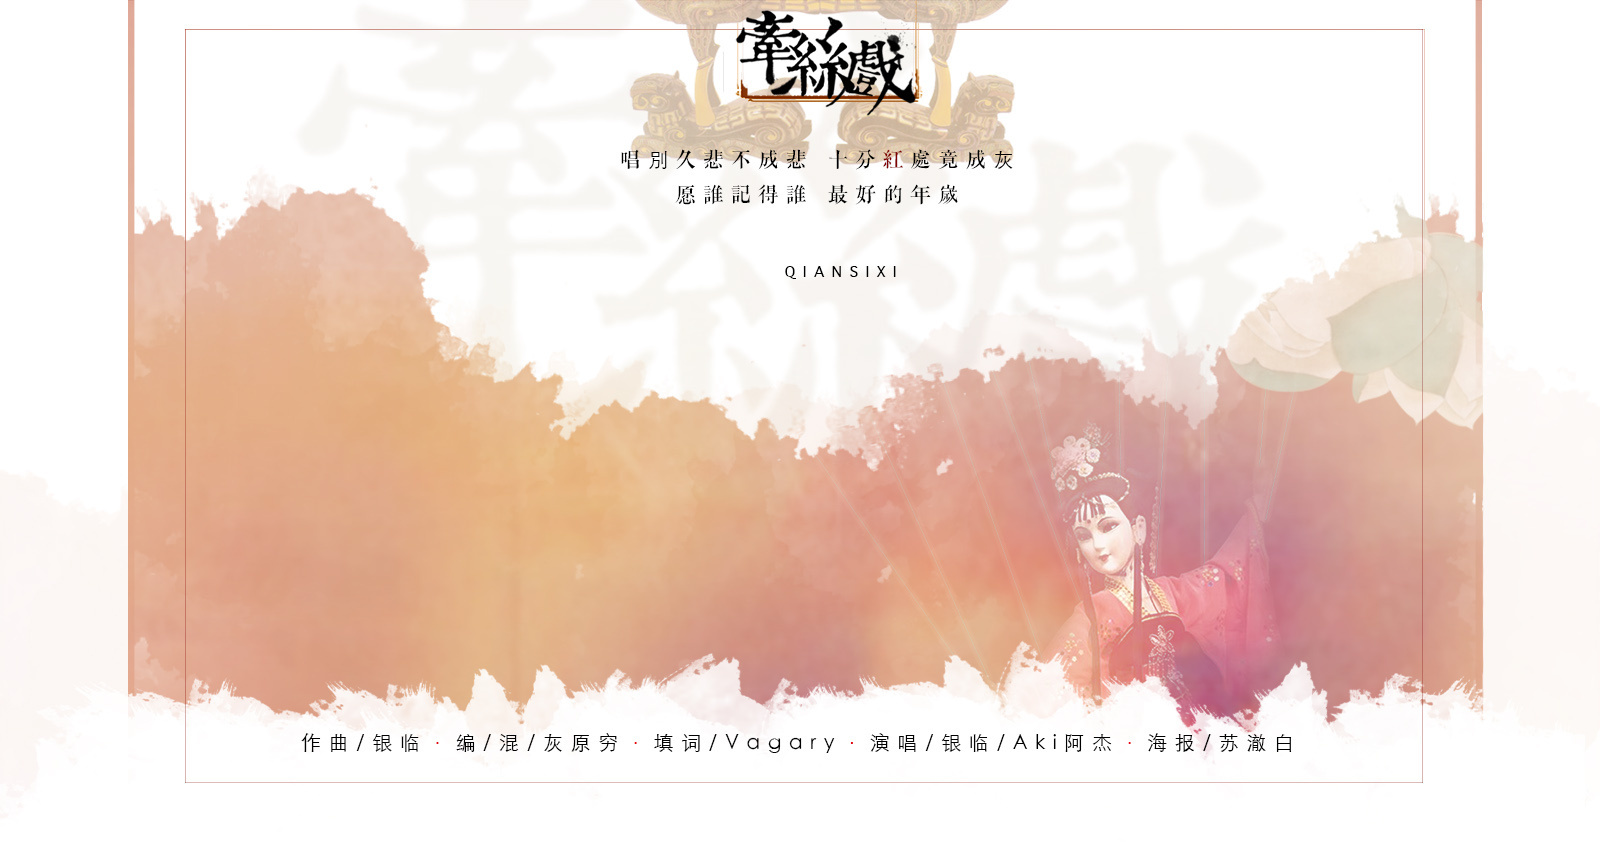 牽絲戲
唱別久悲不成悲 十分紅處竟成灰
愿誰記得誰 最好的年歲
QIANSIXI
作曲/银临·编/混/灰原穷·填词/Vagary·演唱/银临/Aki阿杰·海报/苏澈白